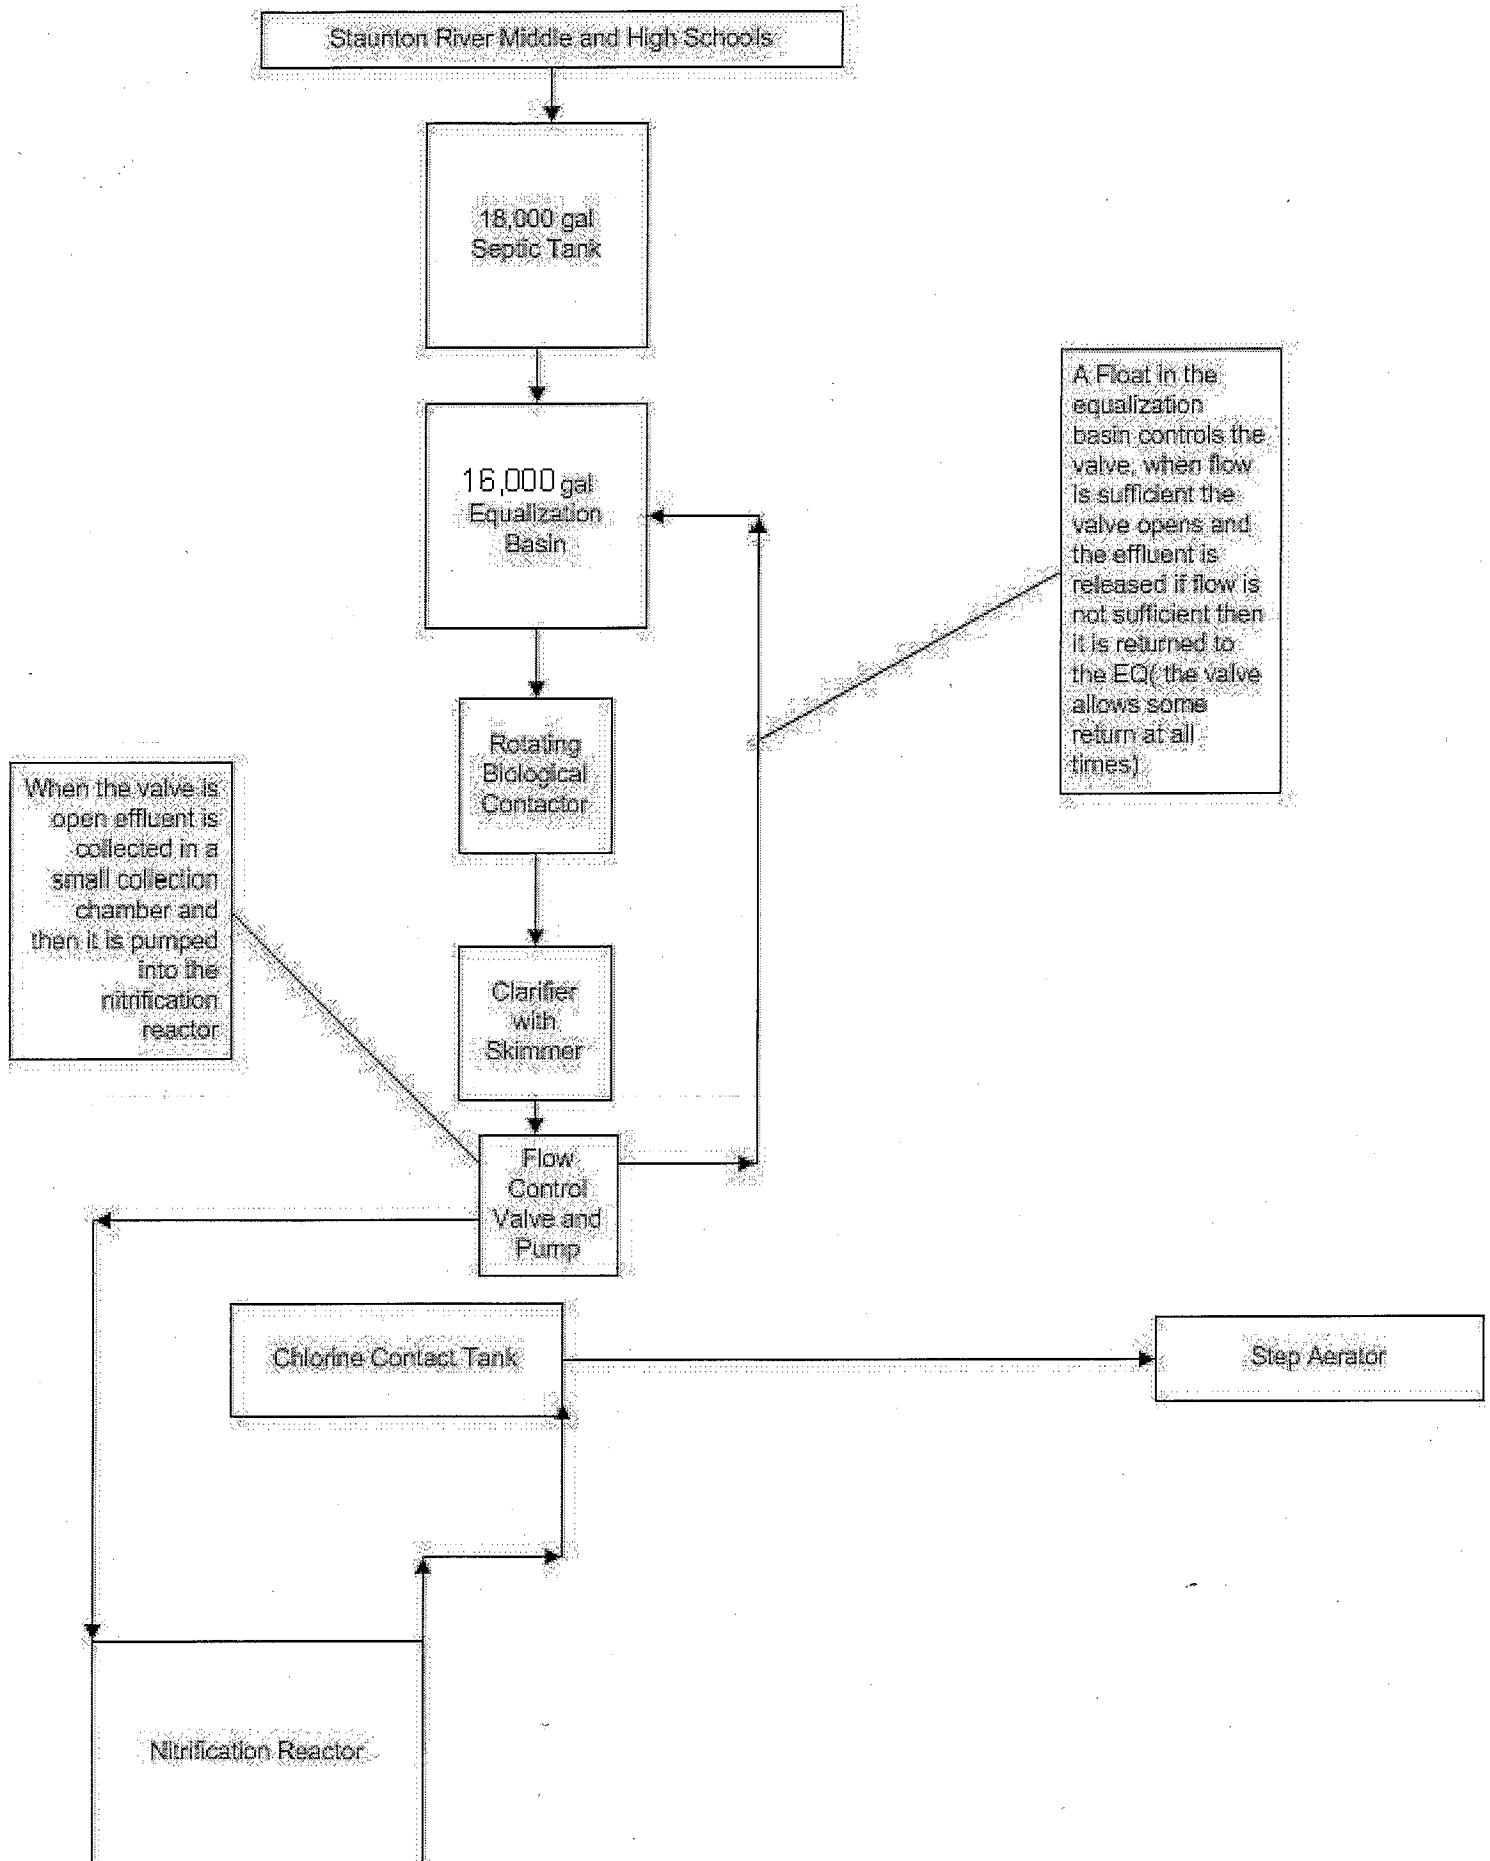 Staunton River Middle and High Schools
18,000 gal
Septic Tank
16,000 gal
Equalization
Basin
A Float in the
equalization
basin controls the
valve, when flow
is sufficient the
valve opens and
the effluent is
released if flow is
not sufficient then
it is returned to
the EQ( the valve
allows some
return at all
times)
Rotating
Biological
Contactor
When the valve is
open effluent is
collected in a
small collection
chamber and
then it is pumped
into the
nitrification
reactor
Clarifier
with
Skimmer
Flow
Control
Valve and
Pump
Chlorine Contact Tank
Step Aerator
Nitrification Reactor